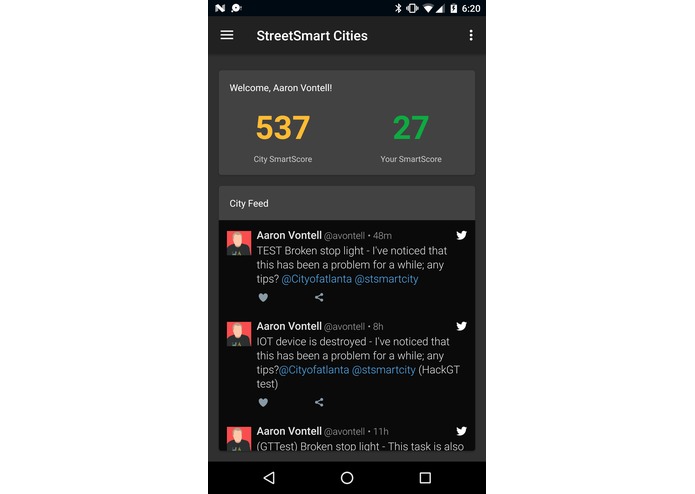 6:20
StreetSmart Cities
Welcome, Aaron Vontell!
537
27
City SmartScore
Your SmartScore
City Feed
Aaron Vontell @avontell • 48m
TEST Broken stop light - I've noticed that
this has been a problem for a while; any
tips? @Cityofatlanta @stsmartcity
Aaron Vontell @avontell • 8h
IOT device is destroyed - I've noticed that
this has been a problem for a while; any
tips?@Cityofatlanta @stsmartcity (HackGT
test)
Aaron Vontell @avontell • 11h
(GTTest) Broken stop light - This task is also